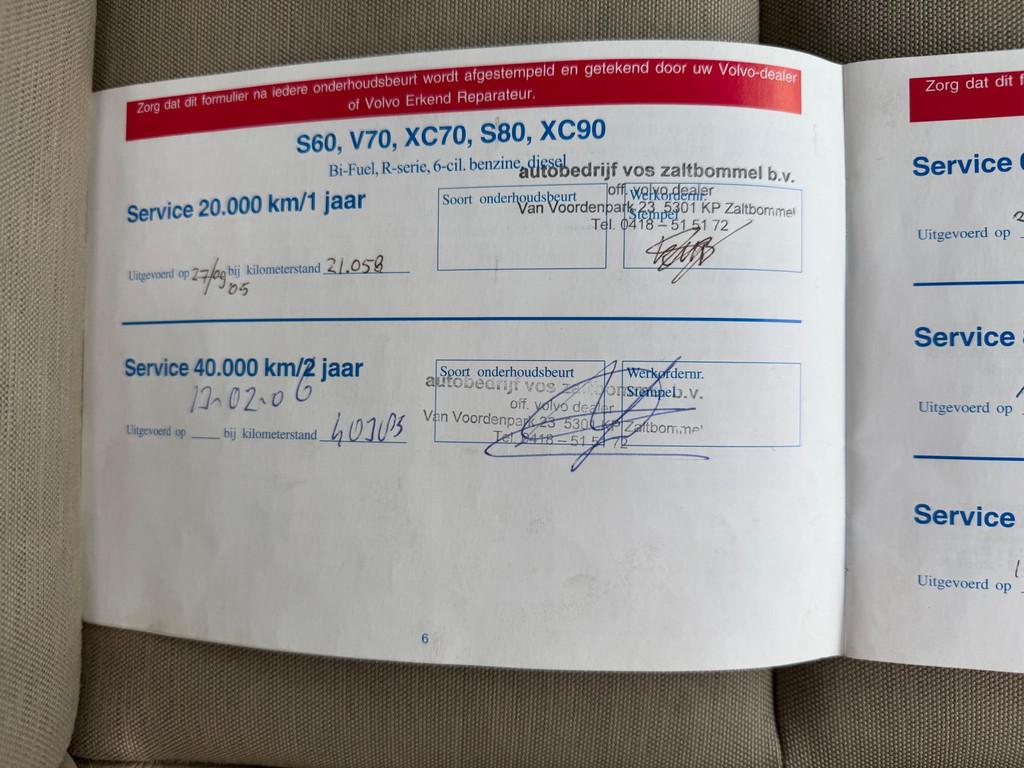 Zorg dat dit formulier na iedere onderhoudsbeurt wordt afgestempeld en getekend door uw Volvo-dealer
of Volvo Erkend Reparateur.
S60, V70, XC70, S80, XC90
Bi-Fuel, R-serie, 6-cil. benzine, diesel
autobedrijf vos zaltbommel b.v.
off. volvo dealer
Van Voordenpark 23, 5301 KP Zaltbommel
Tel. 0418 – 51 51 72
Service 20.000 km/1 jaar
Soort onderhoudsbeurt
Werkordernr.
Stempel
Uitgevoerd op 27/09 bij kilometerstand 21.058
05
Service 40.000 km/2 jaar
Soort onderhoudsbeurt
Werkordernr.
Stempel
autobedrijf vos zaltbommel b.v.
off. volvo dealer
Van Voordenpark 23 5301 KP Zaltbommel
Tel. 0418 – 51 51 72
02-06
Uitgevoerd op bij kilometerstand
6
Zorg dat dit
Service
Uitgevoerd op
Service
Uitgevoerd op
Service
Uitgevoerd op